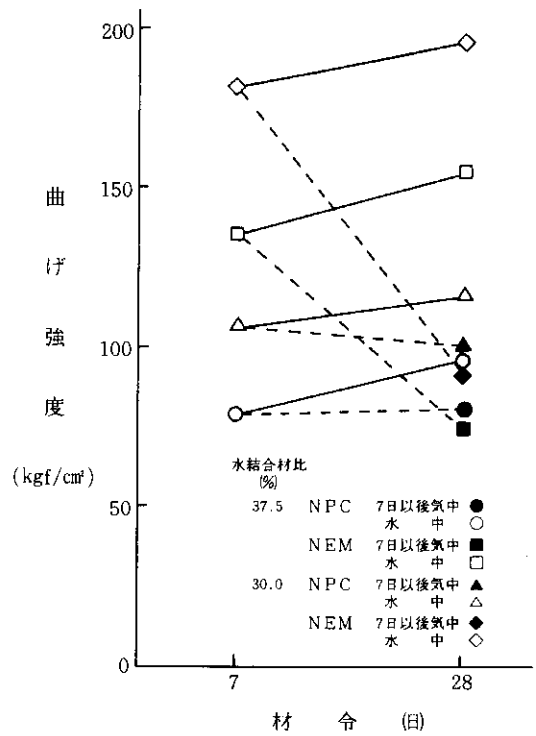 200
150
100
50
0
曲げ強度
(kgf/cm²)
水結合材比
(%)
37.5 NPC 7日以後気中 ●
水 中 ○
NEM 7日以後気中 ■
水 中 □
30.0 NPC 7日以後気中 ▲
水 中 △
NEM 7日以後気中 ◆
水 中 ◇
7 28
材 令 (日)